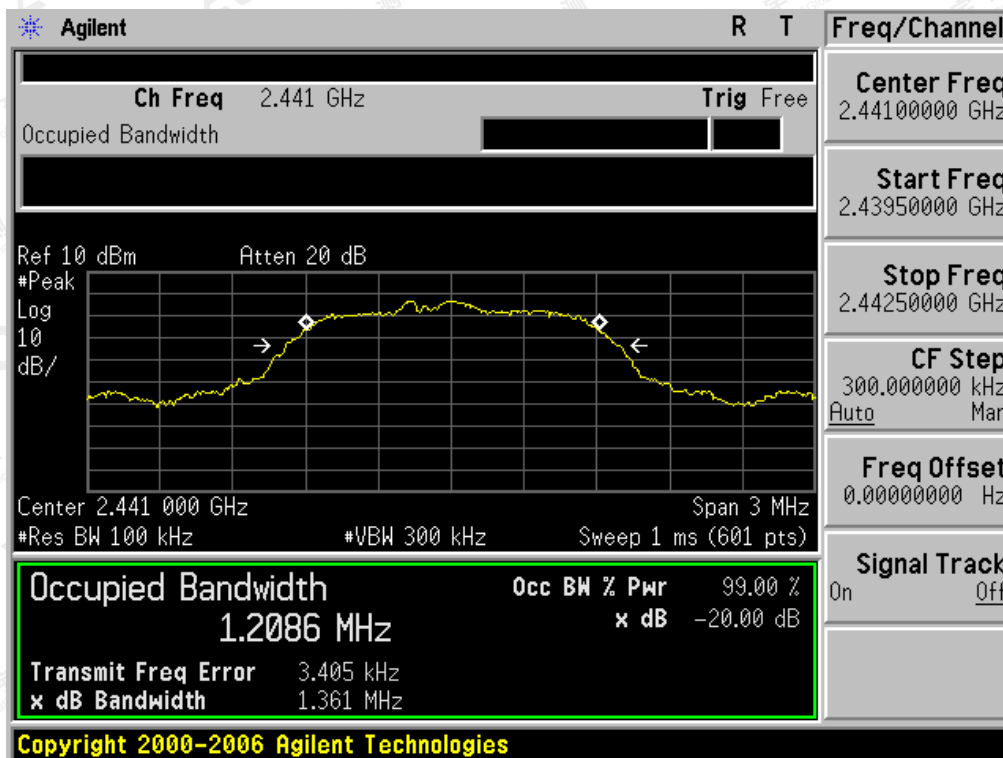 Agilent R T Freq/Channel
Ch Freq 2.441 GHz Trig Free
Occupied Bandwidth
Center Freq
2.44100000 GHz
Start Freq
2.43950000 GHz
Stop Freq
2.44250000 GHz
CF Step
300.000000 kHz
Auto Man
Freq Offset
0.00000000 Hz
Signal Track
On Off
Ref 10 dBm Atten 20 dB
#Peak
Log
10
dB/
Center 2.441 000 GHz Span 3 MHz
#Res BW 100 kHz #VBW 300 kHz Sweep 1 ms (601 pts)
Occupied Bandwidth Occ BW % Pwr 99.00 %
1.2086 MHz x dB -20.00 dB
Transmit Freq Error 3.405 kHz
x dB Bandwidth 1.361 MHz
Copyright 2000-2006 Agilent Technologies